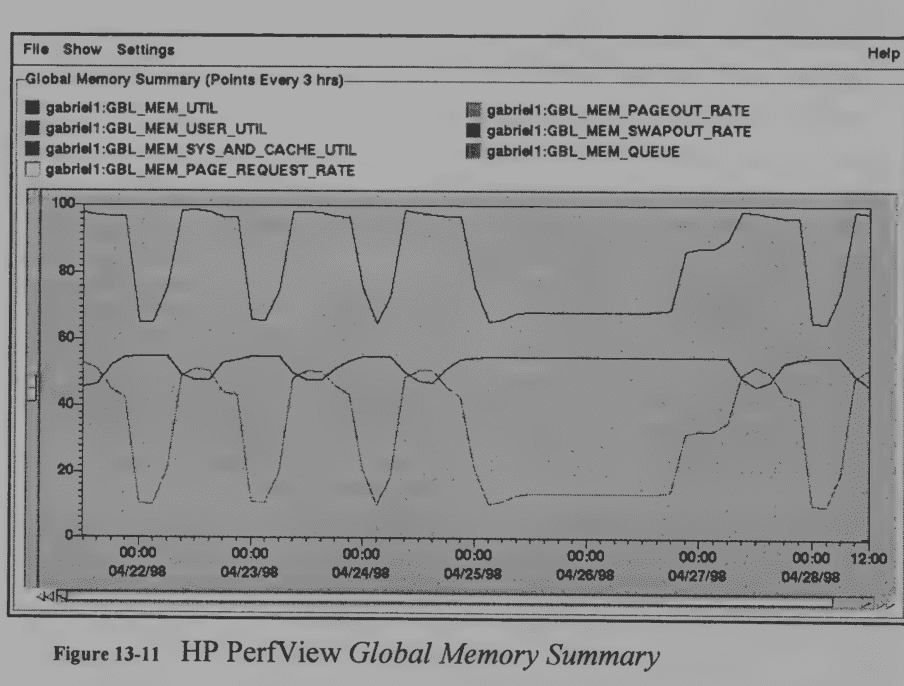 File Show Settings Help
Global Memory Summary (Points Every 3 hrs)
gabriel1:GBL_MEM_UTIL
gabriel1:GBL_MEM_USER_UTIL
gabriel1:GBL_MEM_SYS_AND_CACHE_UTIL
gabriel1:GBL_MEM_PAGE_REQUEST_RATE
gabriel1:GBL_MEM_PAGEOUT_RATE
gabriel1:GBL_MEM_SWAPOUT_RATE
gabriel1:GBL_MEM_QUEUE
100
80
60
40
20
0
00:00 00:00 00:00 00:00 00:00 00:00 00:00 12:00
04/22/98 04/23/98 04/24/98 04/25/98 04/26/98 04/27/98 04/28/98
Figure 13-11 HP PerfView Global Memory Summary